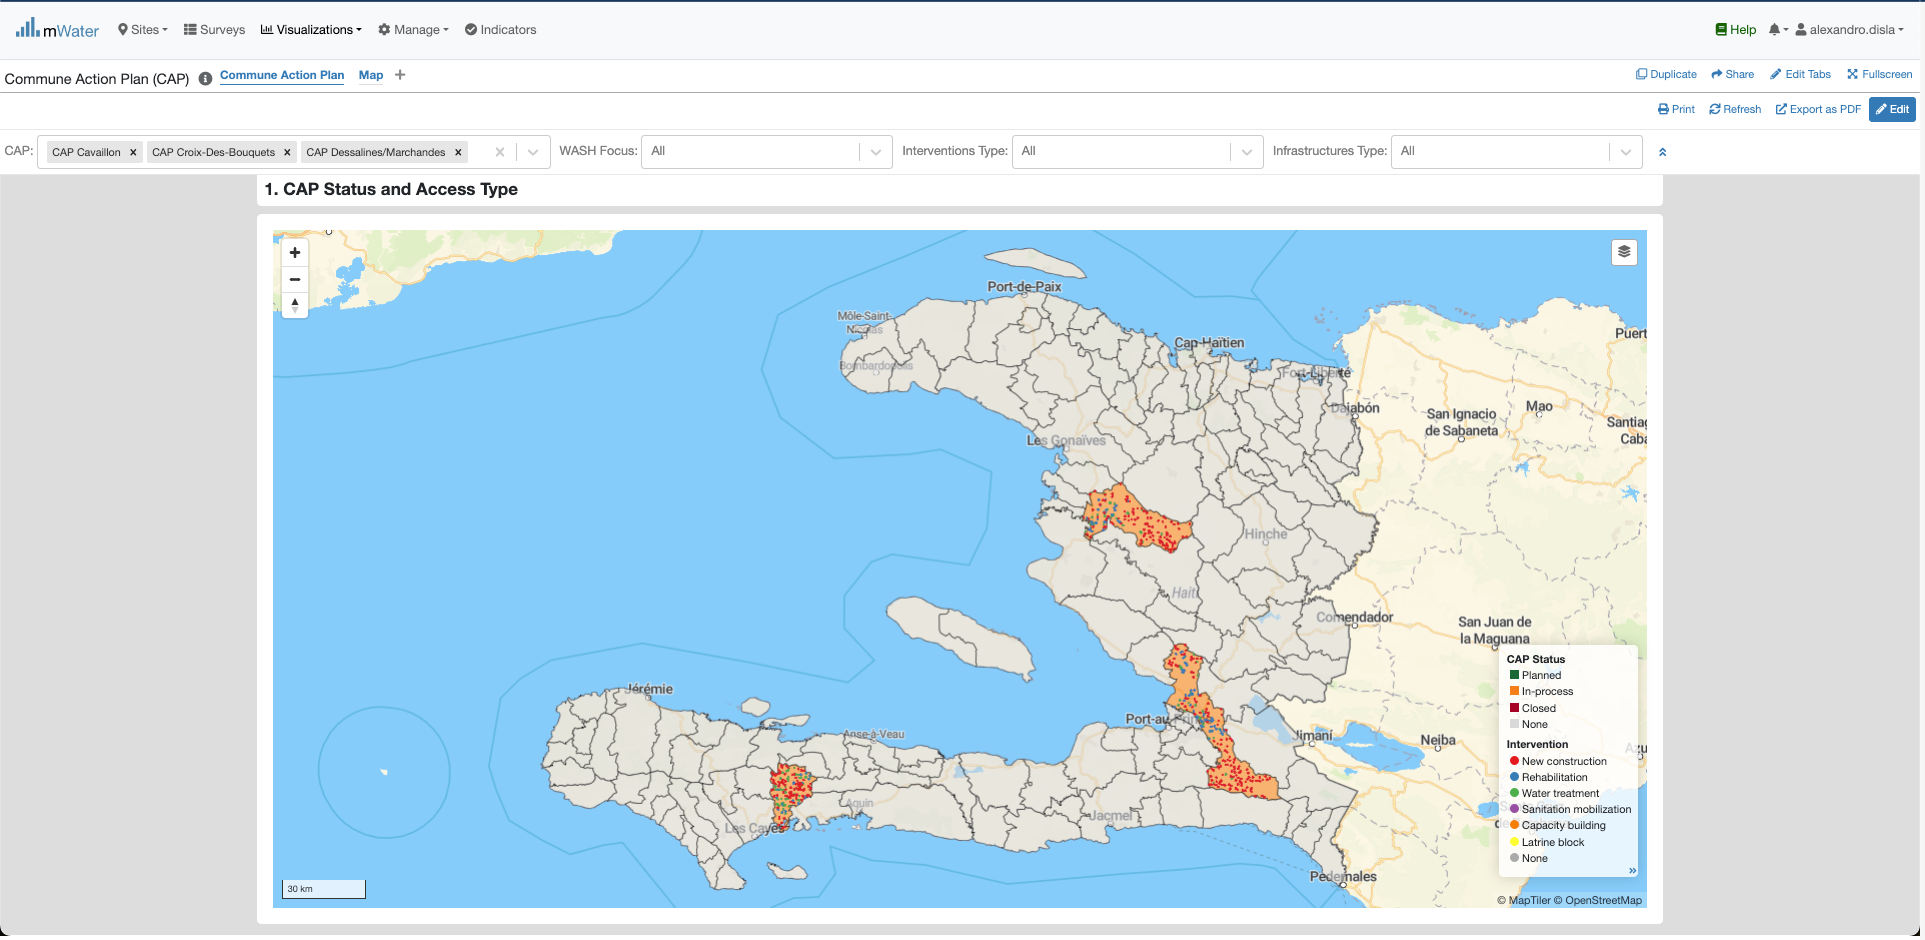 mWater Sites Surveys Visualizations Manage Indicators Help alexandro.disla
Commune Action Plan (CAP) Commune Action Plan Map + Duplicate Share Edit Tabs Fullscreen
Print Refresh Export as PDF Edit
CAP: CAP Cavaillon × CAP Croix-Des-Bouquets × CAP Dessalines/Marchandes × WASH Focus: All Interventions Type: All Infrastructures Type: All
1. CAP Status and Access Type
Port-de-Paix
Môle-Saint-
Nicolas
Puert
Cap-Haïtien
Bombardopolis
Fort-Liberté
Dajabón
Mao
San Ignacio
de Sabaneta
Santiag
Caba
Les Gonaïves
Hinche
Haiti
Comendador
San Juan de
la Maguana
Jérémie
Port-au-Prince
Anse-à-Veau
Jimaní
Neiba
Azu
Aquin
Les Cayes
Jacmel
Pedernales
CAP Status
Planned
In-process
Closed
None
Intervention
New construction
Rehabilitation
Water treatment
Sanitation mobilization
Capacity building
Latrine block
None
»
30 km
© MapTiler © OpenStreetMap